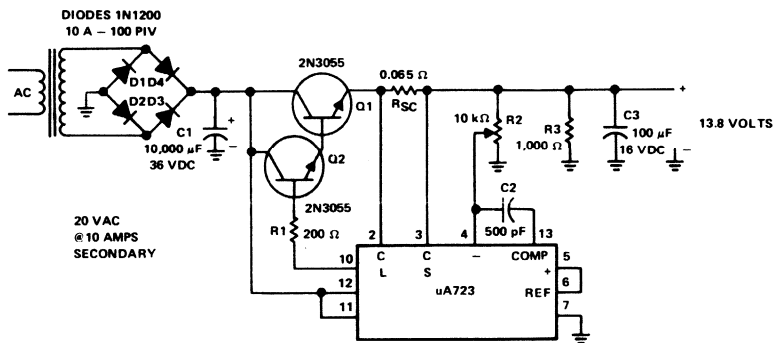 DIODES 1N1200
10 A – 100 PIV
AC
D1 D4
D2 D3
C1
+
10,000 µF
–
36 VDC
2N3055
Q1
Q2
2N3055
R1
200 Ω
0.065 Ω
RSC
10 kΩ
R2
R3
1,000 Ω
C3
100 µF
16 VDC
+
13.8 VOLTS
–
C2
500 pF
20 VAC
@ 10 AMPS
SECONDARY
2
3
4
13
C
L
C
S
–
COMP
10
12
11
uA723
5
+
6
REF
7